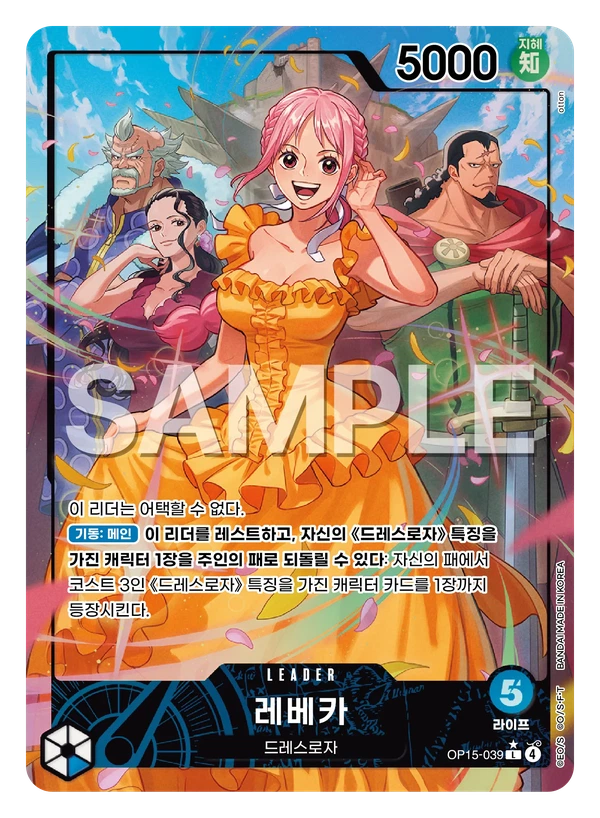 5000
지혜
知
otton
SAMPLE
이 리더는 어택할 수 없다.
기동: 메인 이 리더를 레스트하고, 자신의 《드레스로자》 특징을
가진 캐릭터 1장을 주인의 패로 되돌릴 수 있다: 자신의 패에서
코스트 3인 《드레스로자》 특징을 가진 캐릭터 카드를 1장까지
등장시킨다.
LEADER
레베카
드레스로자
5
라이프
OP15-039 L 4
©E.O/S ©O/S·F·T BANDAI MADE IN KOREA